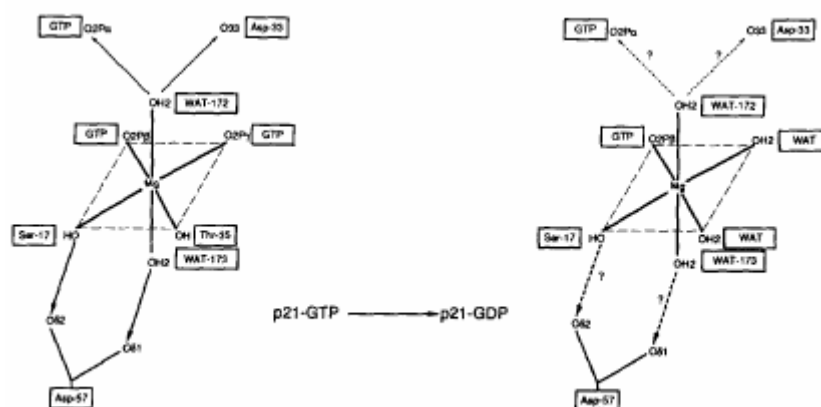 GTP O2Pα O33 Asp-33
OH2 WAT-172
GTP O2Pβ O2Pγ GTP
Mg
Ser-17 HO OH Thr-35
OH2 WAT-173
Oδ2
Oδ1
Asp-57
p21-GTP p21-GDP
GTP O2Pα O33 Asp-33
? ?
OH2 WAT-172
GTP O2Pβ OH2 WAT
Mg
Ser-17 HO OH2 WAT
OH2 WAT-173
? ?
Oδ2
Oδ1
Asp-57